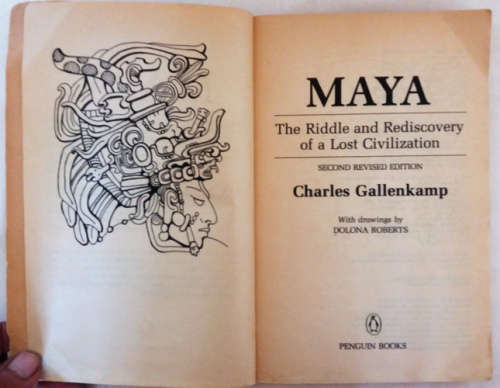 MAYA
The Riddle and Rediscovery
of a Lost Civilization
SECOND REVISED EDITION
Charles Gallenkamp
With drawings by
DOLONA ROBERTS
PENGUIN BOOKS